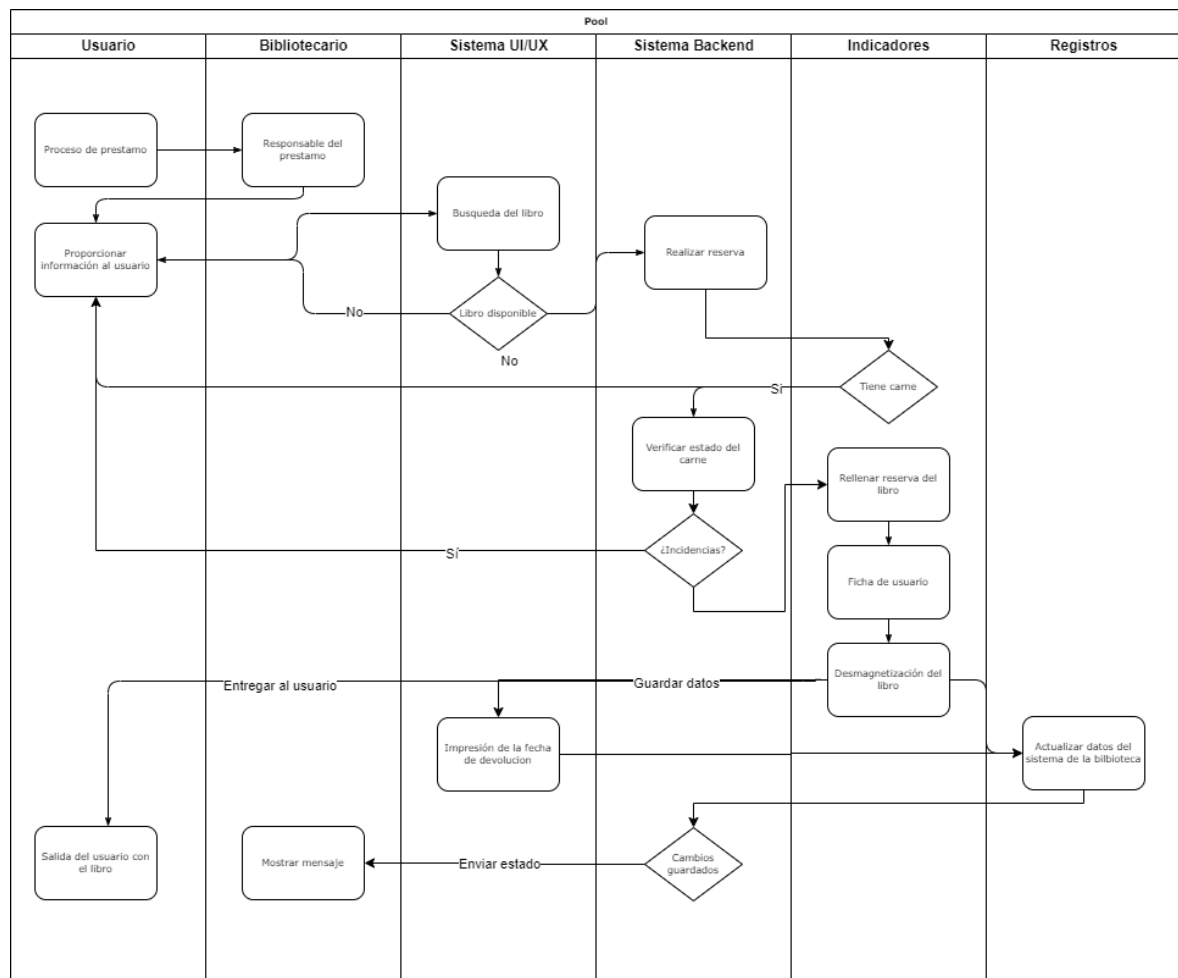 Pool
Usuario
Bibliotecario
Sistema UI/UX
Sistema Backend
Indicadores
Registros
Proceso de prestamo
Responsable del
prestamo
Busqueda del libro
Realizar reserva
Proporcionar
información al usuario
No
Libro disponible
No
Tiene carne
Si
Verificar estado del
carne
Rellenar reserva del
libro
Sí
¿Incidencias?
Ficha de usuario
Entregar al usuario
Guardar datos
Desmagnetización del
libro
Impresión de la fecha
de devolucion
Actualizar datos del
sistema de la bilbioteca
Salida del usuario con
el libro
Mostrar mensaje
Enviar estado
Cambios
guardados